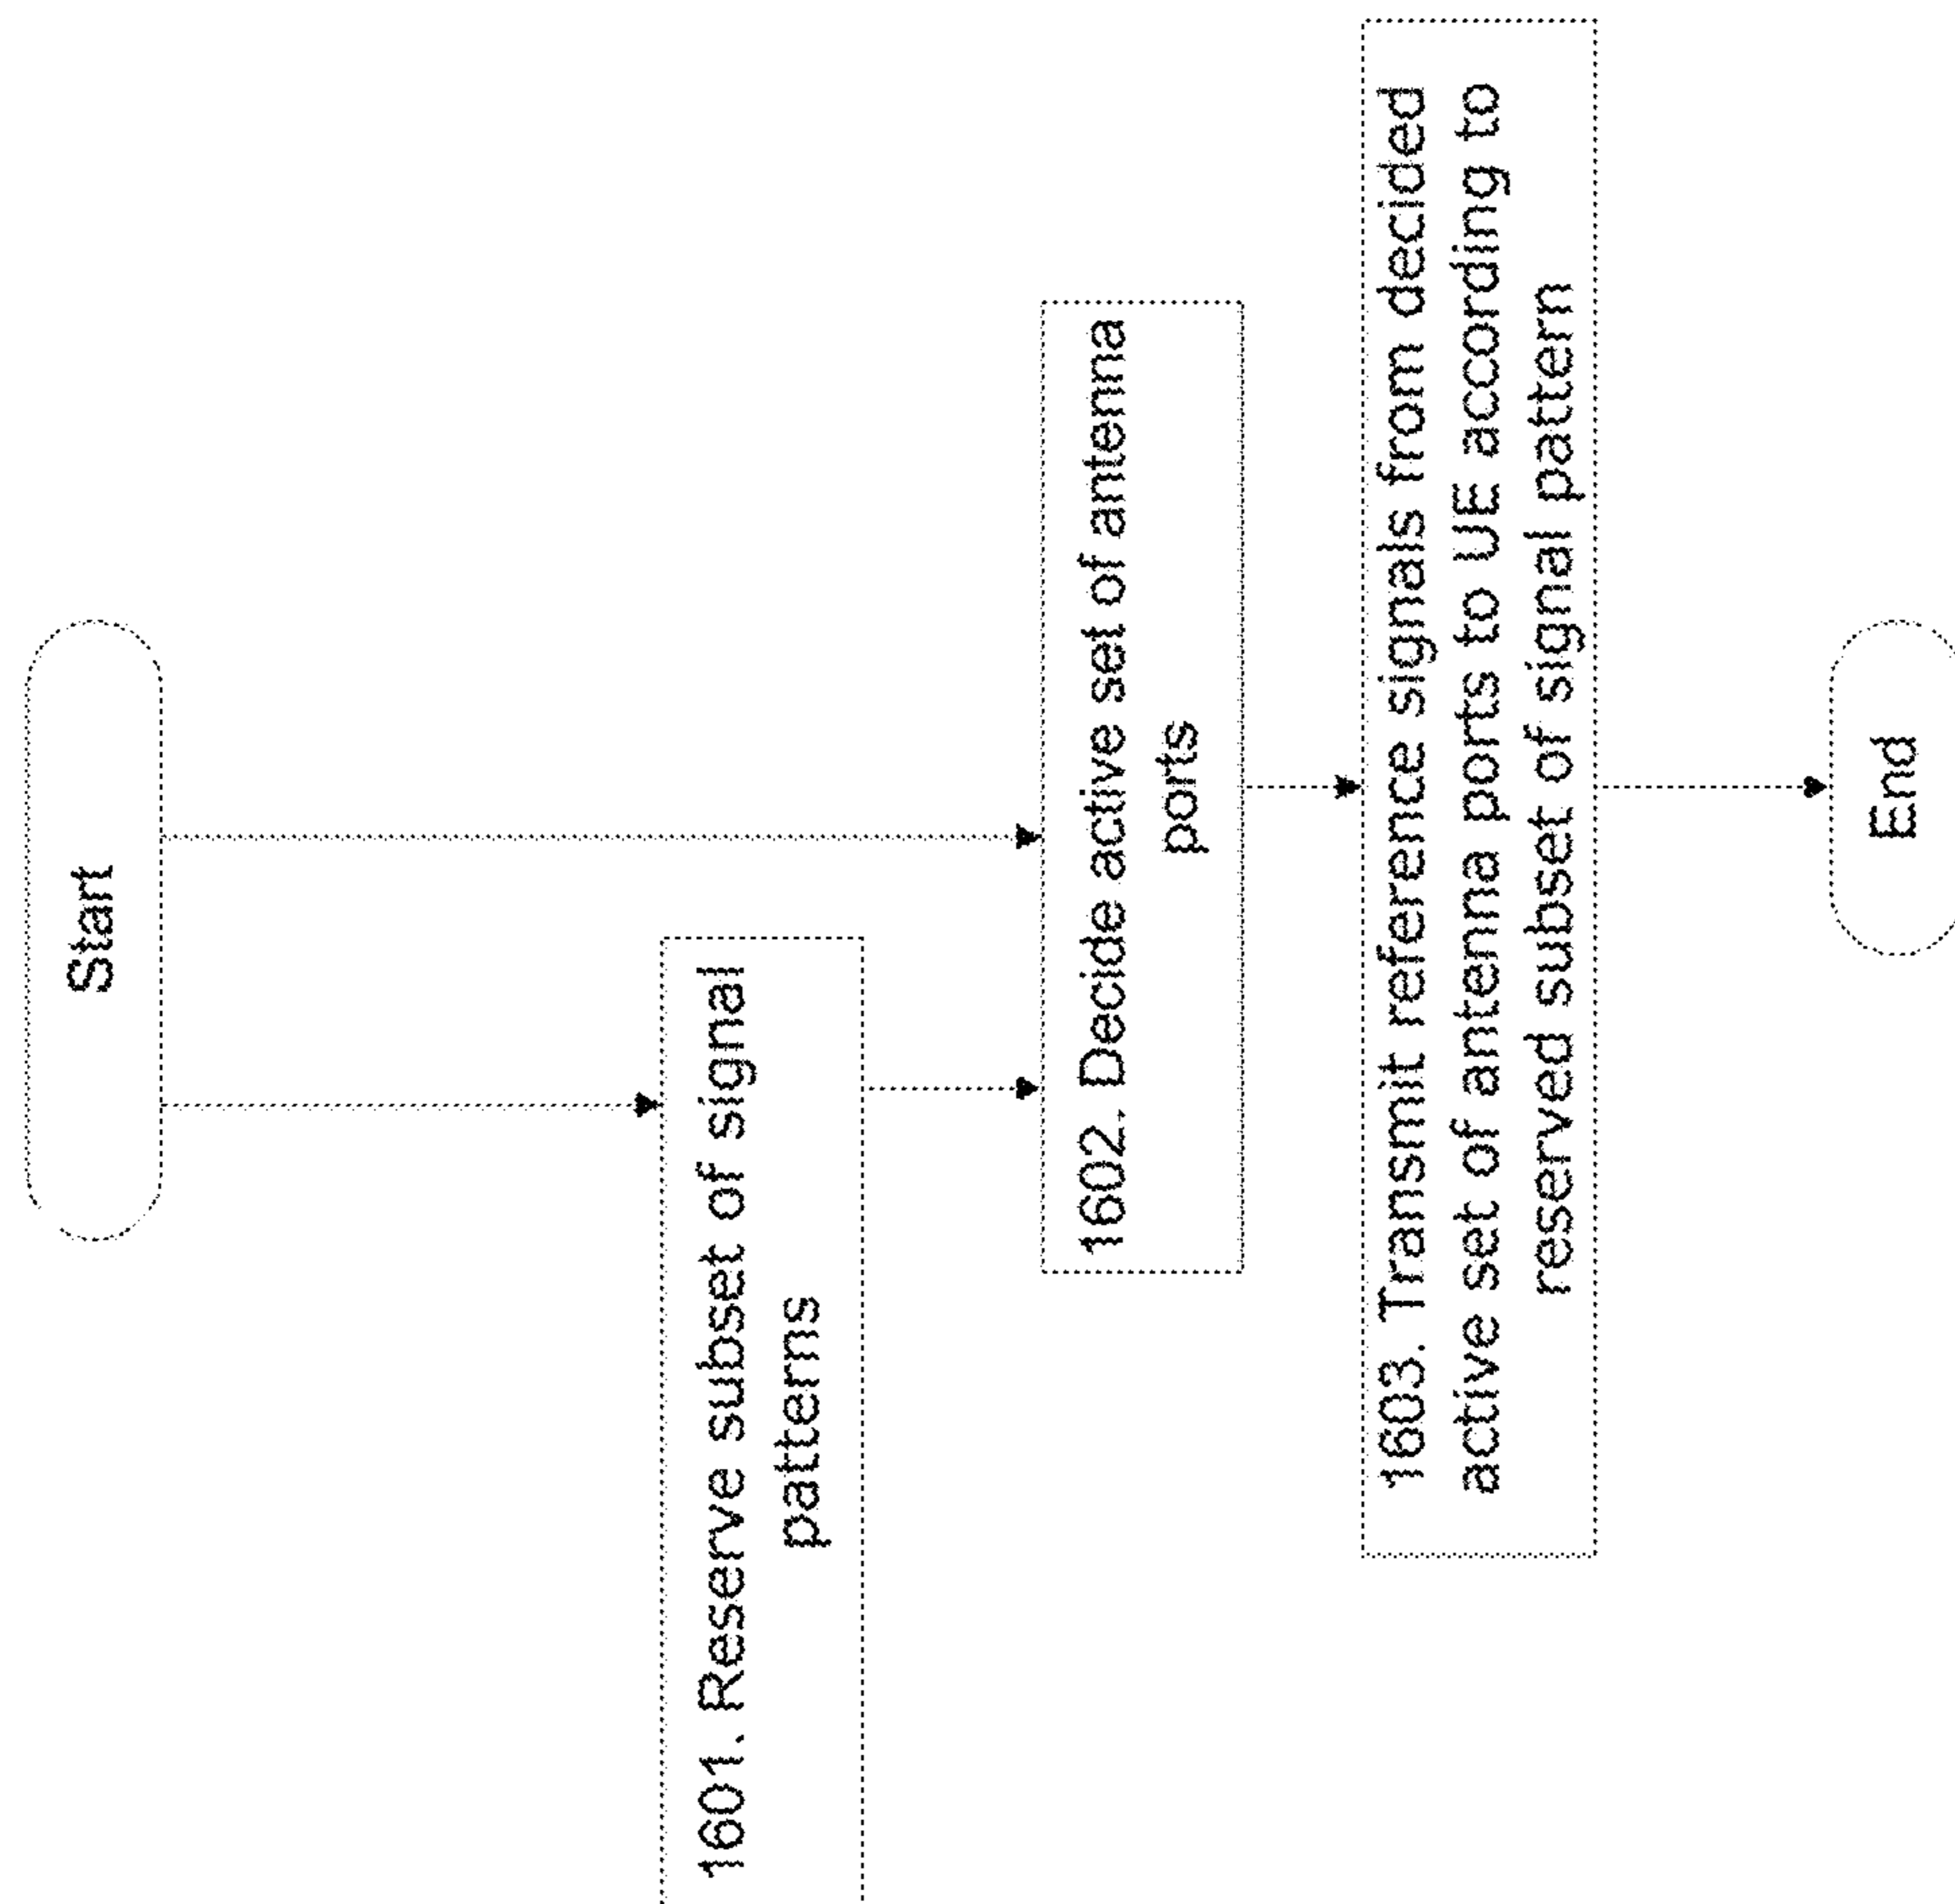 Start
1601. Reserve subset of signal
patterns
1602. Decide active set of antenna
ports
1603. Transmit reference signals from decided
active set of antenna ports to UE according to
reserved subset of signal pattern
End